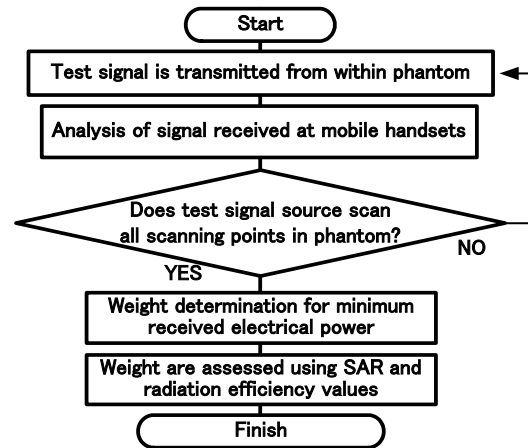 Start
Test signal is transmitted from within phantom
Analysis of signal received at mobile handsets
Does test signal source scan
all scanning points in phantom?
NO
YES
Weight determination for minimum
received electrical power
Weight are assessed using SAR and
radiation efficiency values
Finish